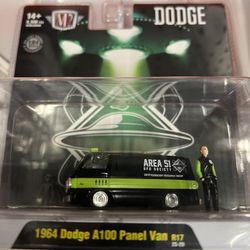 14+
M2
DODGE
AREA 51
UFO SOCIETY
1964 Dodge A100 Panel Van R17